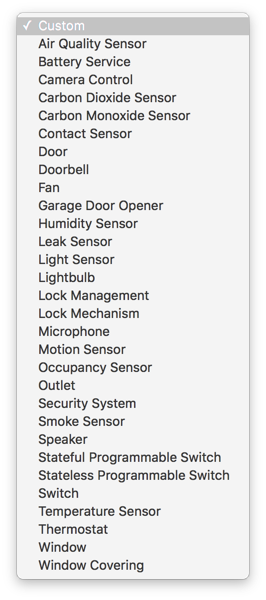 ✓ Custom
Air Quality Sensor
Battery Service
Camera Control
Carbon Dioxide Sensor
Carbon Monoxide Sensor
Contact Sensor
Door
Doorbell
Fan
Garage Door Opener
Humidity Sensor
Leak Sensor
Light Sensor
Lightbulb
Lock Management
Lock Mechanism
Microphone
Motion Sensor
Occupancy Sensor
Outlet
Security System
Smoke Sensor
Speaker
Stateful Programmable Switch
Stateless Programmable Switch
Switch
Temperature Sensor
Thermostat
Window
Window Covering